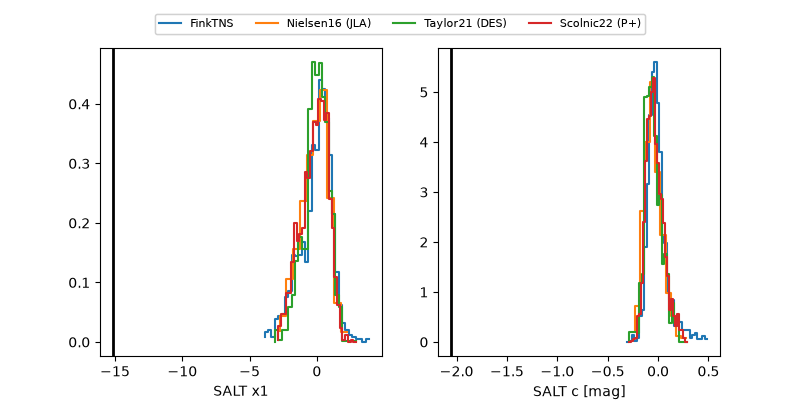 FinkTNS Nielsen16 (JLA) Taylor21 (DES) Scolnic22 (P+)
0.4
0.3
0.2
0.1
0.0
−15 −10 −5 0
SALT x1
5
4
3
2
1
0
−2.0 −1.5 −1.0 −0.5 0.0 0.5
SALT c [mag]